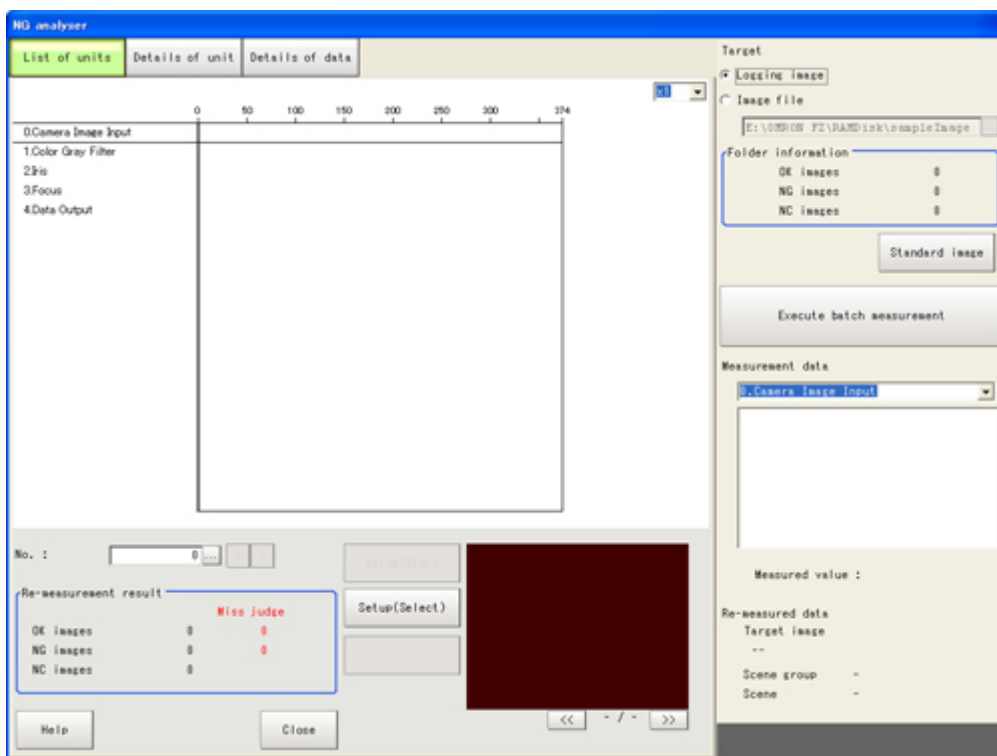 NG analyser
List of units
Details of unit
Details of data
x1
0 50 100 150 200 250 300 374
0.Camera Image Input
1.Color Gray Filter
2.Iris
3.Focus
4.Data Output
Target
Logging image
Image file
E:\OMRON FZ\RAMDisk\sampleImage
Folder information
OK images 0
NG images 0
NC images 0
Standard image
Execute batch measurement
Measurement data
0.Camera Image Input
Measured value :
Re-measured data
Target image
--
Scene group -
Scene -
No. : 0 ...
Re-measurement result
Miss judge
OK images 0 0
NG images 0 0
NC images 0
Setup(Select)
Help
Close
<< - / - >>